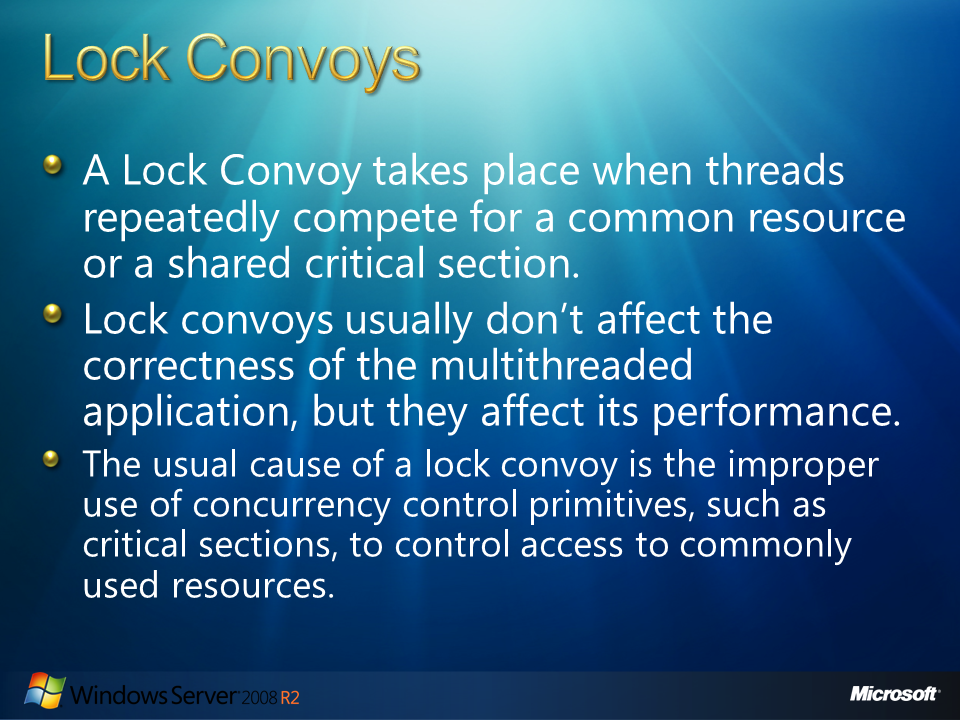 Lock Convoys
A Lock Convoy takes place when threads
repeatedly compete for a common resource
or a shared critical section.
Lock convoys usually don’t affect the
correctness of the multithreaded
application, but they affect its performance.
The usual cause of a lock convoy is the improper
use of concurrency control primitives, such as
critical sections, to control access to commonly
used resources.
Windows Server 2008 R2
Microsoft